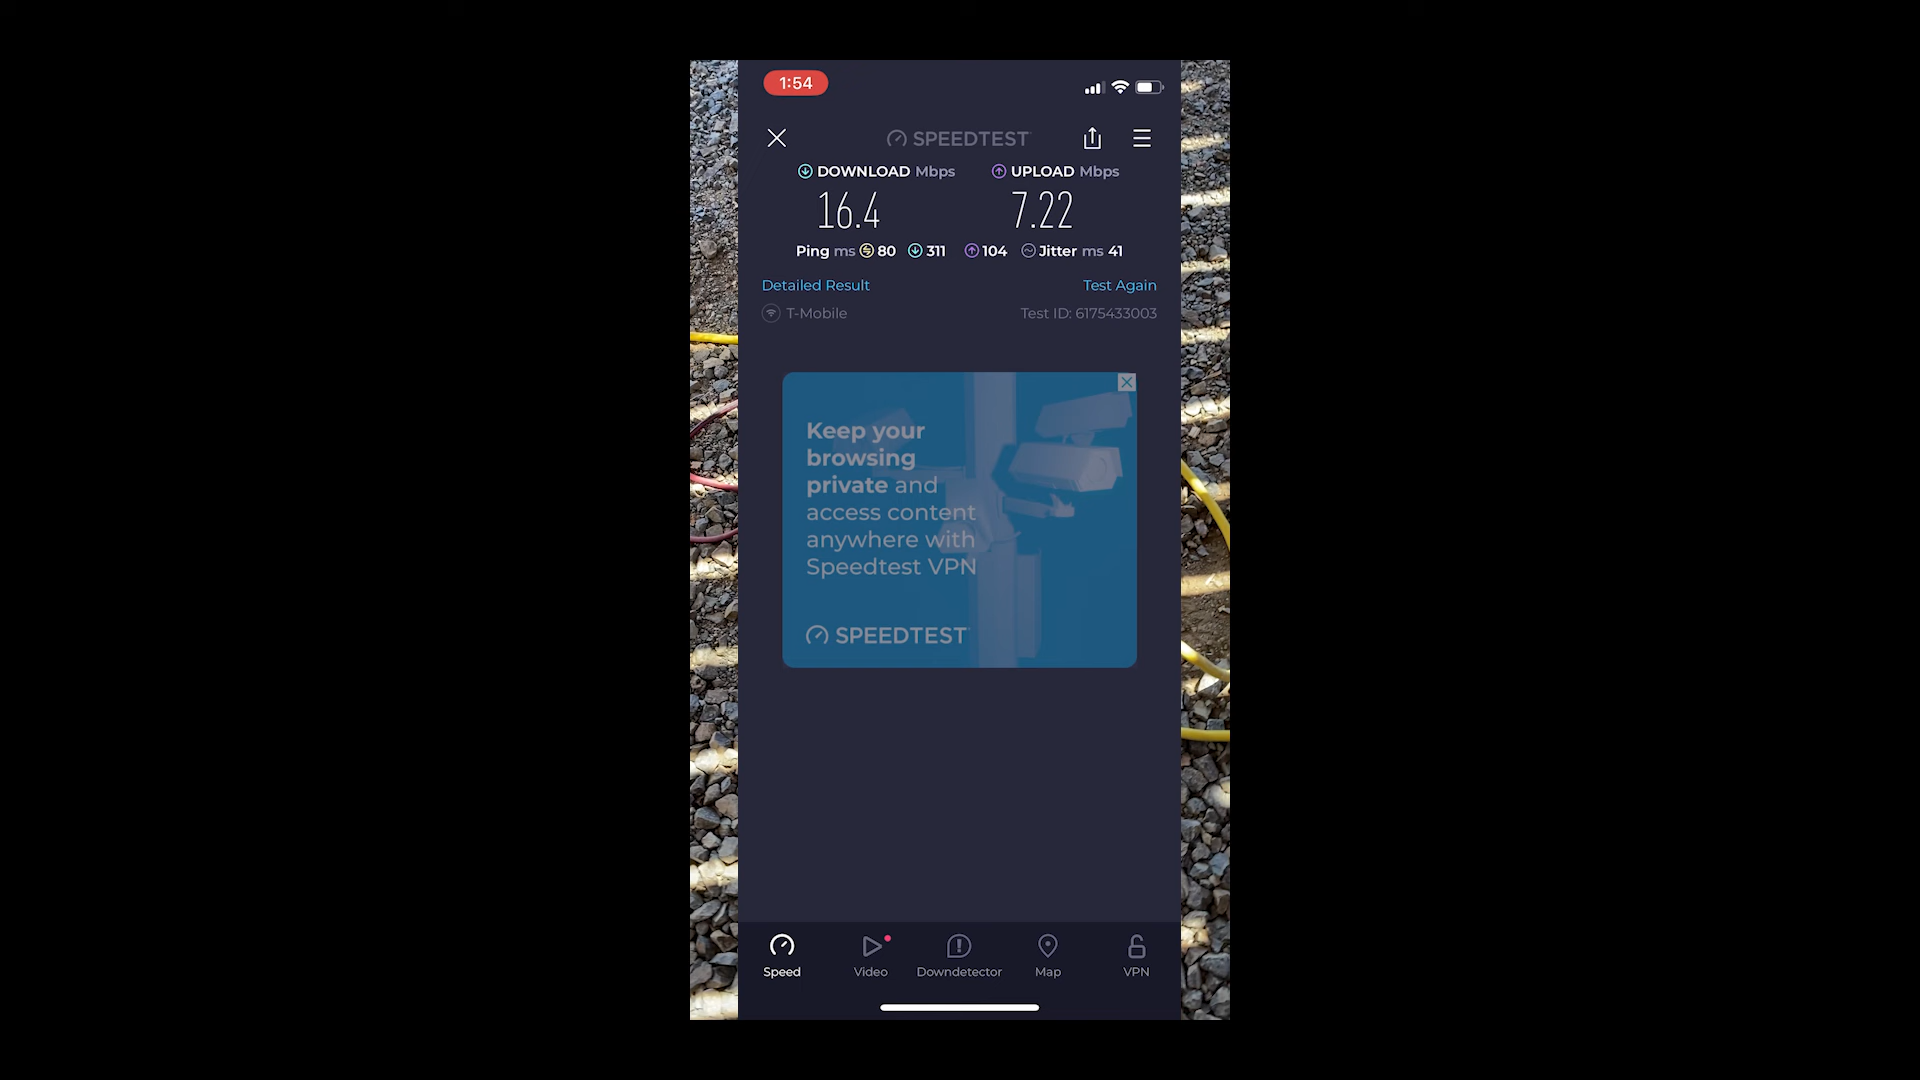 1:54
SPEEDTEST
DOWNLOAD Mbps UPLOAD Mbps
16.4 7.22
Ping ms 80 311 104 Jitter ms 41
Detailed Result Test Again
T-Mobile Test ID: 6175433003
Keep your
browsing
private and
access content
anywhere with
Speedtest VPN
SPEEDTEST
Speed Video Downdetector Map VPN